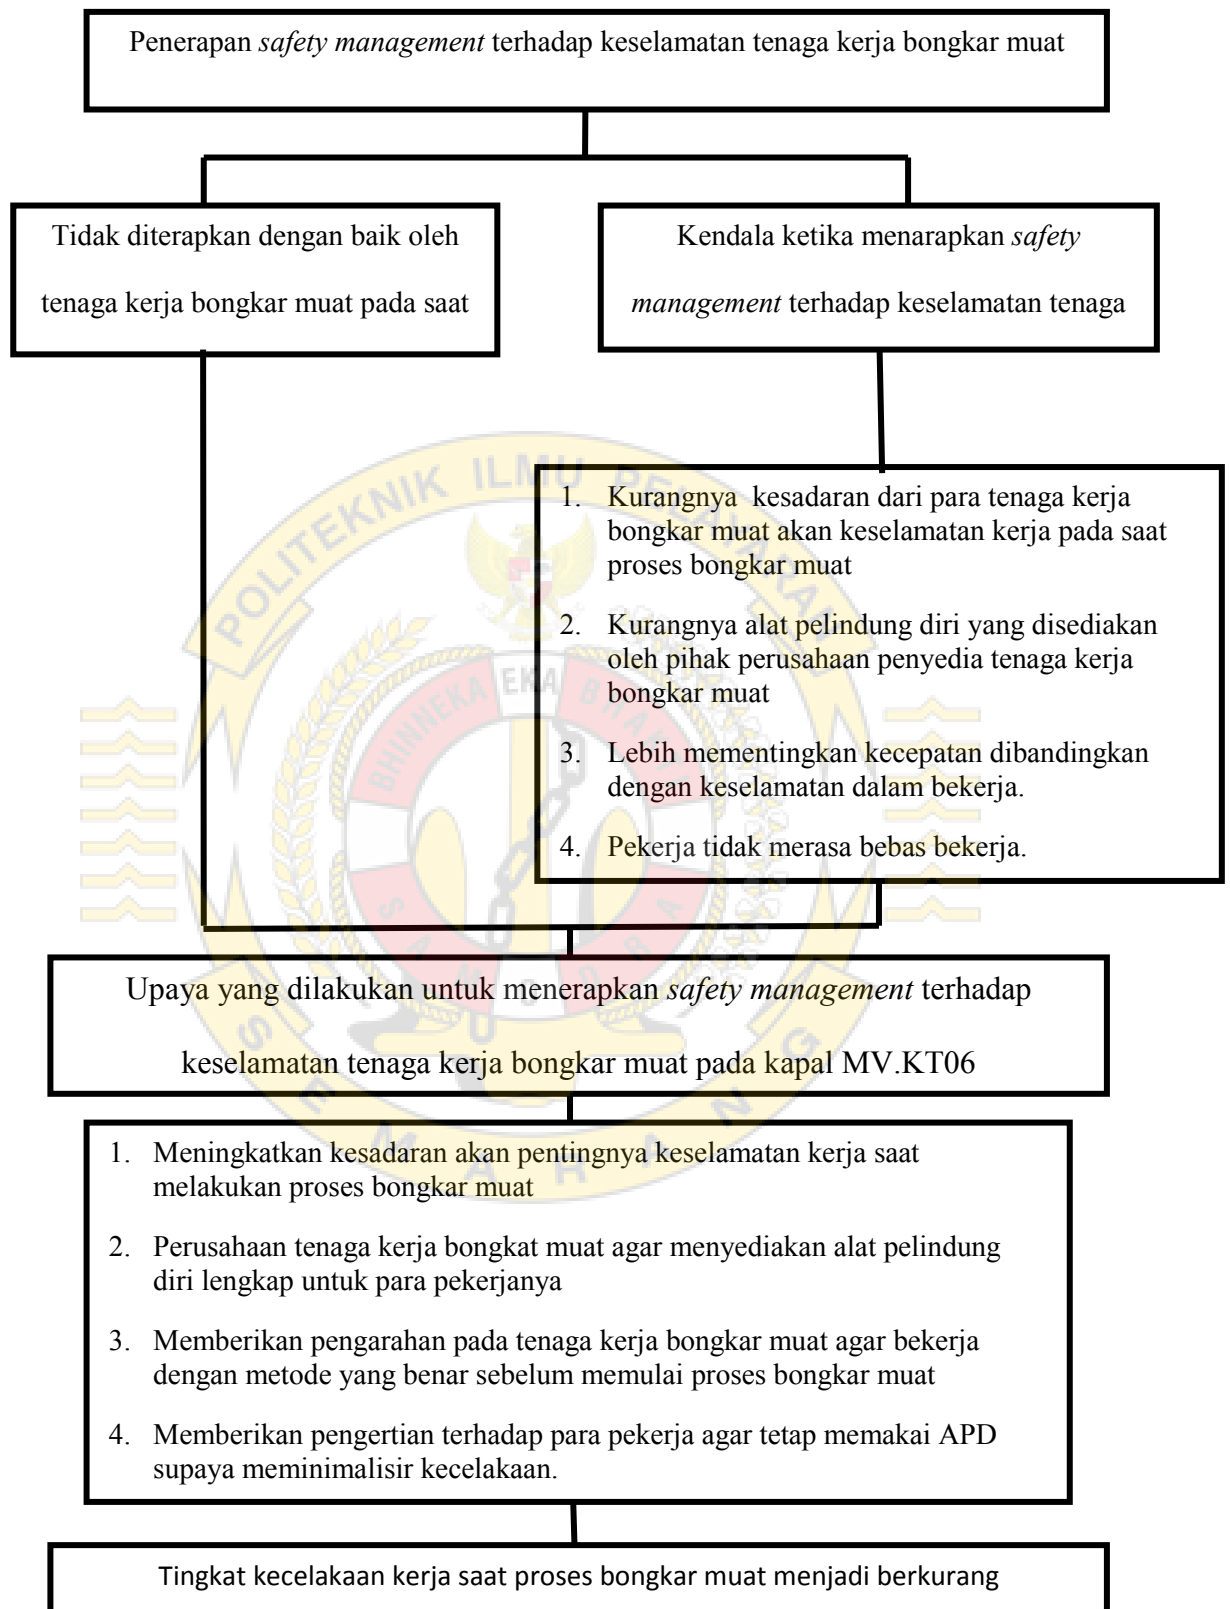 Penerapan safety management terhadap keselamatan tenaga kerja bongkar muat
Tidak diterapkan dengan baik oleh
tenaga kerja bongkar muat pada saat
Kendala ketika menarapkan safety
management terhadap keselamatan tenaga
1. Kurangnya kesadaran dari para tenaga kerja
bongkar muat akan keselamatan kerja pada saat
proses bongkar muat
2. Kurangnya alat pelindung diri yang disediakan
oleh pihak perusahaan penyedia tenaga kerja
bongkar muat
3. Lebih mementingkan kecepatan dibandingkan
dengan keselamatan dalam bekerja.
4. Pekerja tidak merasa bebas bekerja.
Upaya yang dilakukan untuk menerapkan safety management terhadap
keselamatan tenaga kerja bongkar muat pada kapal MV.KT06
1. Meningkatkan kesadaran akan pentingnya keselamatan kerja saat
melakukan proses bongkar muat
2. Perusahaan tenaga kerja bongkat muat agar menyediakan alat pelindung
diri lengkap untuk para pekerjanya
3. Memberikan pengarahan pada tenaga kerja bongkar muat agar bekerja
dengan metode yang benar sebelum memulai proses bongkar muat
4. Memberikan pengertian terhadap para pekerja agar tetap memakai APD
supaya meminimalisir kecelakaan.
Tingkat kecelakaan kerja saat proses bongkar muat menjadi berkurang
POLITEKNIK ILMU PELAYARAN
SEMARANG
BHINNEKA EKA BHAKTI